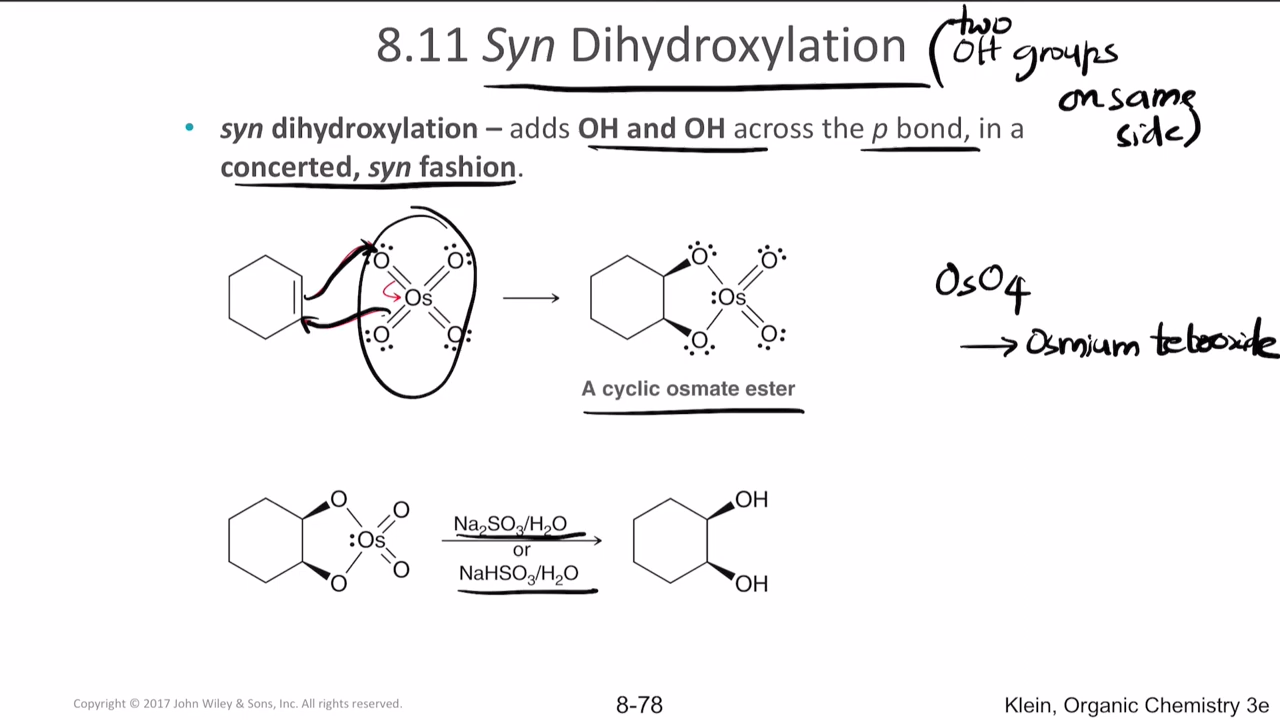 8.11 Syn Dihydroxylation (two
OH groups
on same
side)
• syn dihydroxylation – adds OH and OH across the p bond, in a
concerted, syn fashion.
O O
Os
O O
O O
:Os
O O
A cyclic osmate ester
OsO4
→ Osmium tetrooxide
O O
:Os
O O
Na₂SO₃/H₂O
or
NaHSO₃/H₂O
OH
OH
Copyright © 2017 John Wiley & Sons, Inc. All rights reserved.
8-78
Klein, Organic Chemistry 3e